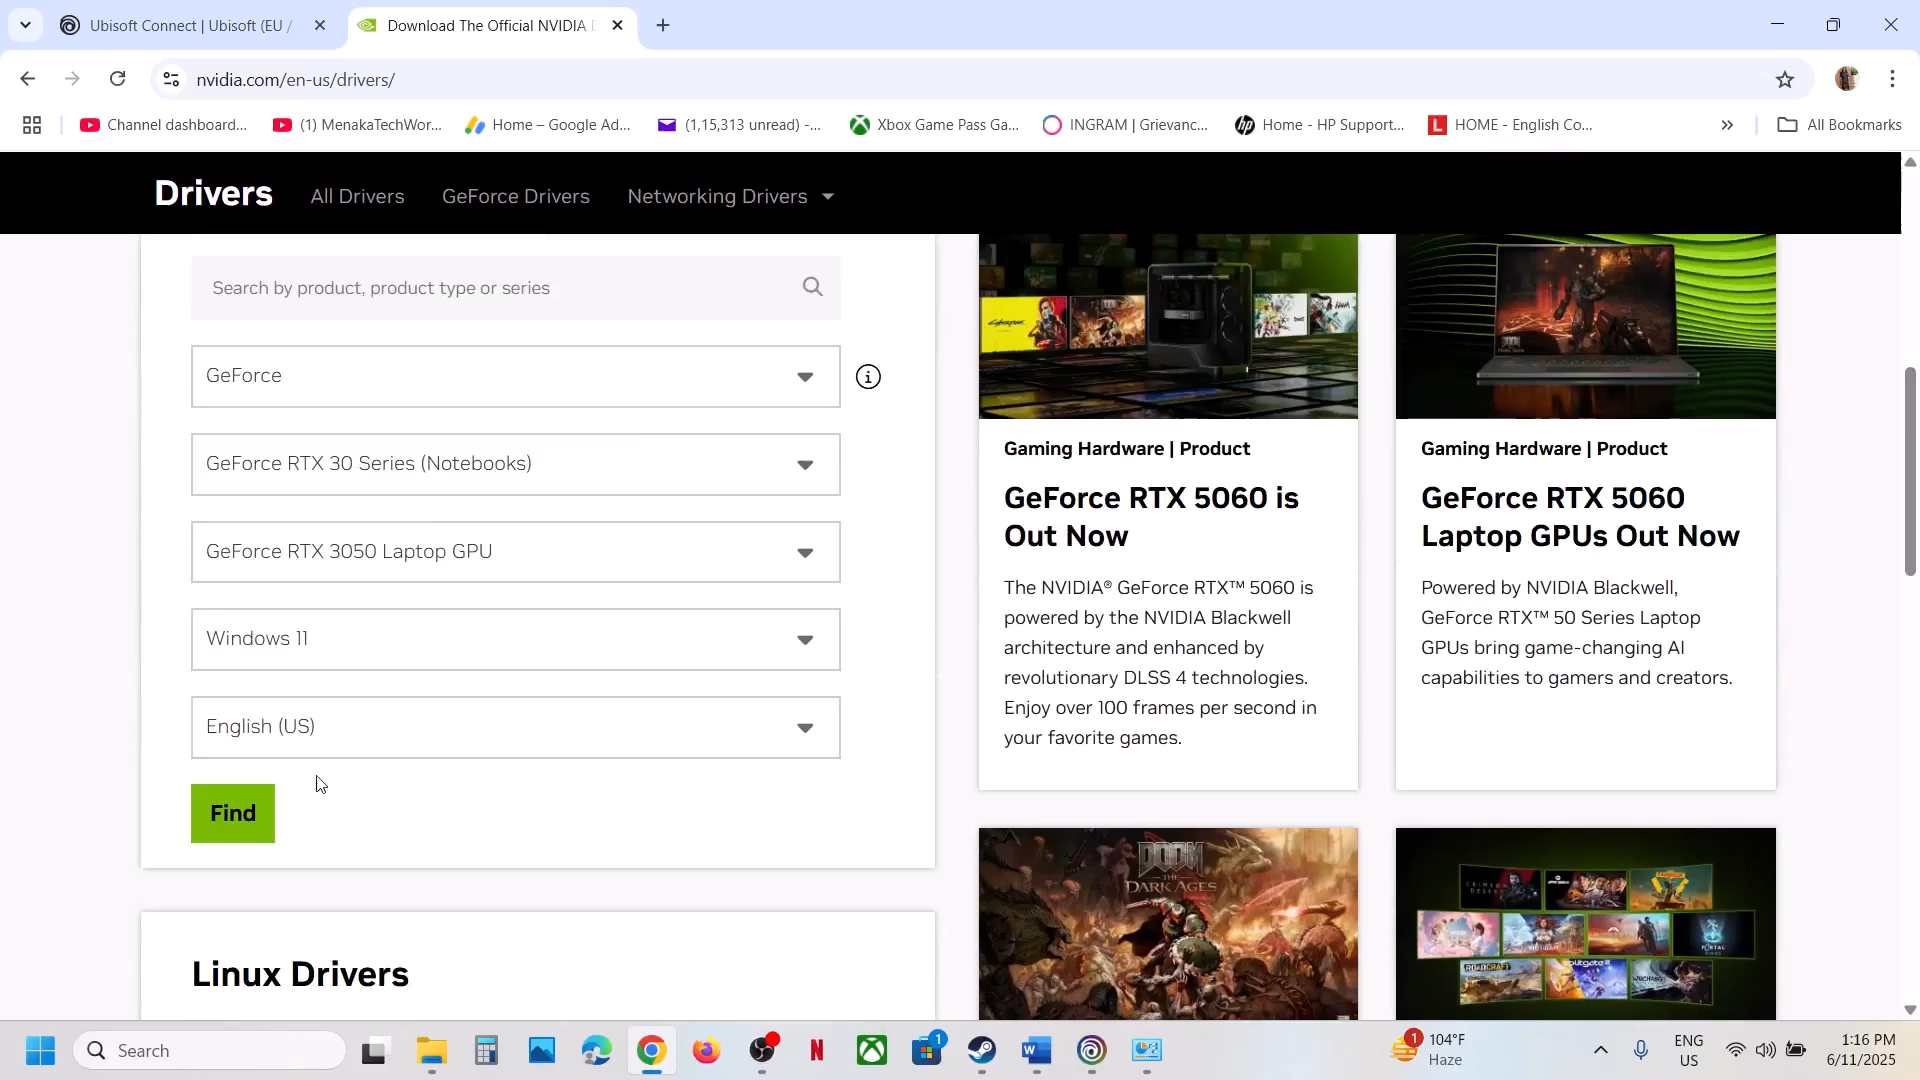 Ubisoft Connect | Ubisoft (EU /
Download The Official NVIDIA
nvidia.com/en-us/drivers/
Channel dashboard...
(1) MenakaTechWor...
Home – Google Ad...
(1,15,313 unread) -...
Xbox Game Pass Ga...
INGRAM | Grievanc...
Home - HP Support...
HOME - English Co...
All Bookmarks
Drivers
All Drivers
GeForce Drivers
Networking Drivers
Search by product, product type or series
GeForce
GeForce RTX 30 Series (Notebooks)
GeForce RTX 3050 Laptop GPU
Windows 11
English (US)
Find
Linux Drivers
Gaming Hardware | Product
GeForce RTX 5060 is
Out Now
The NVIDIA® GeForce RTX™ 5060 is
powered by the NVIDIA Blackwell
architecture and enhanced by
revolutionary DLSS 4 technologies.
Enjoy over 100 frames per second in
your favorite games.
Gaming Hardware | Product
GeForce RTX 5060
Laptop GPUs Out Now
Powered by NVIDIA Blackwell,
GeForce RTX™ 50 Series Laptop
GPUs bring game-changing AI
capabilities to gamers and creators.
DOOM
THE
DARK AGES
Search
1
1
104°F
Haze
ENG
US
1:16 PM
6/11/2025